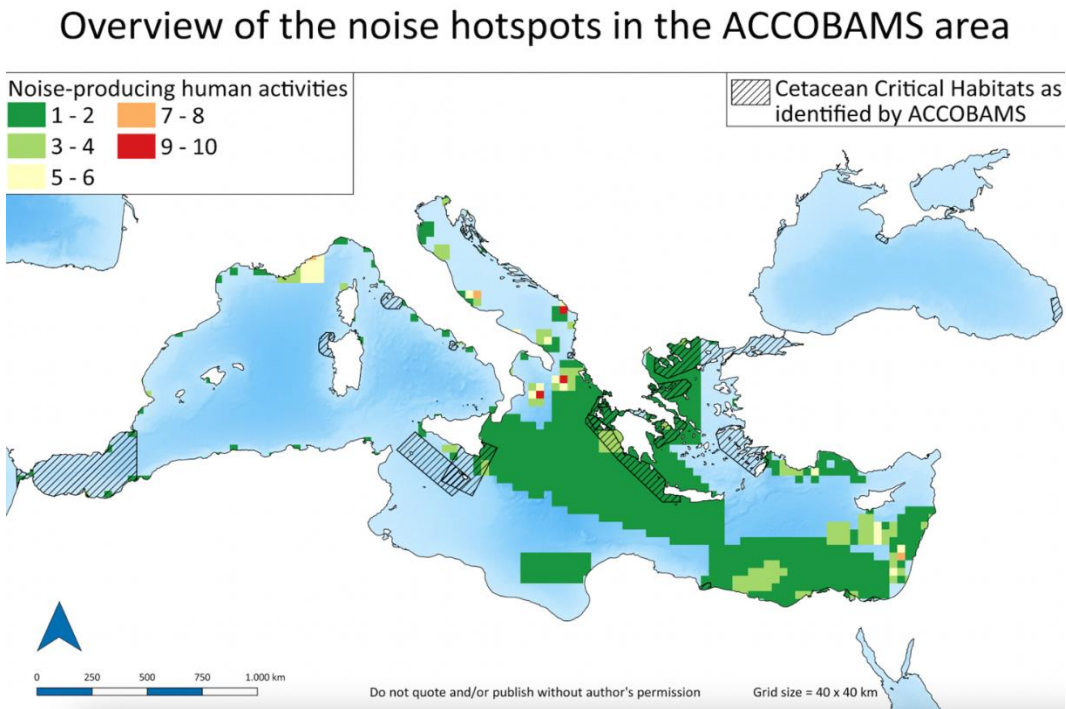 Overview of the noise hotspots in the ACCOBAMS area
Noise-producing human activities
1 - 2
7 - 8
3 - 4
9 - 10
5 - 6
Cetacean Critical Habitats as
identified by ACCOBAMS
0 250 500 750 1.000 km
Do not quote and/or publish without author's permission
Grid size = 40 x 40 km